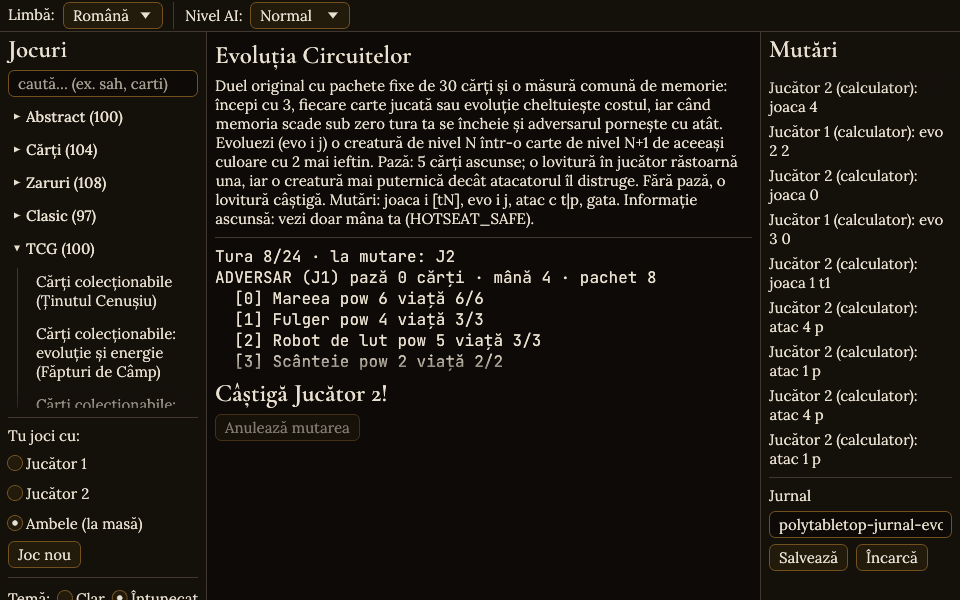 Limbă: Română ▼ Nivel AI: Normal ▼
Jocuri
caută... (ex. sah, carti)
▸ Abstract (100)
▸ Cărți (104)
▸ Zaruri (108)
▸ Clasic (97)
▾ TCG (100)
Cărți colecționabile
(Ținutul Cenușiu)
Cărți colecționabile:
evoluție și energie
(Făpturi de Câmp)
Cărți colecționabile:
Tu joci cu:
Jucător 1
Jucător 2
Ambele (la masă)
Joc nou
Temă: Clar Întunecat
Evoluția Circuitelor
Duel original cu pachete fixe de 30 cărți și o măsură comună de memorie:
începi cu 3, fiecare carte jucată sau evoluție cheltuiește costul, iar când
memoria scade sub zero tura ta se încheie și adversarul pornește cu atât.
Evoluezi (evo i j) o creatură de nivel N într-o carte de nivel N+1 de aceeași
culoare cu 2 mai ieftin. Pază: 5 cărți ascunse; o lovitură în jucător răstoarnă
una, iar o creatură mai puternică decât atacatorul îl distruge. Fără pază, o
lovitură câștigă. Mutări: joaca i [tN], evo i j, atac c t|p, gata. Informație
ascunsă: vezi doar mâna ta (HOTSEAT_SAFE).
Tura 8/24 · la mutare: J2
ADVERSAR (J1) pază 0 cărți · mână 4 · pachet 8
[0] Mareea pow 6 viață 6/6
[1] Fulger pow 4 viață 3/3
[2] Robot de lut pow 5 viață 3/3
[3] Scânteie pow 2 viață 2/2
Câștigă Jucător 2!
Anulează mutarea
Mutări
Jucător 2 (calculator):
joaca 4
Jucător 1 (calculator): evo
2 2
Jucător 2 (calculator):
joaca 0
Jucător 1 (calculator): evo
3 0
Jucător 2 (calculator):
joaca 1 t1
Jucător 2 (calculator):
atac 4 p
Jucător 2 (calculator):
atac 1 p
Jucător 2 (calculator):
atac 4 p
Jucător 2 (calculator):
atac 1 p
Jurnal
polytabletop-jurnal-evo
Salvează Încarcă